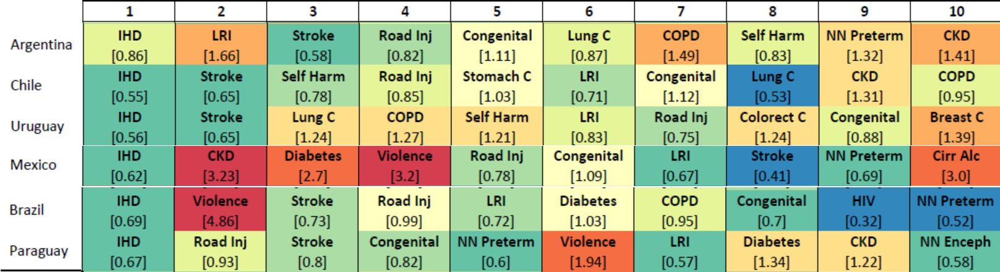 1 2 3 4 5 6 7 8 9 10
Argentina IHD LRI Stroke Road Inj Congenital Lung C COPD Self Harm NN Preterm CKD
[0.86] [1.66] [0.58] [0.82] [1.11] [0.87] [1.49] [0.83] [1.32] [1.41]
Chile IHD Stroke Self Harm Road Inj Stomach C LRI Congenital Lung C CKD COPD
[0.55] [0.65] [0.78] [0.85] [1.03] [0.71] [1.12] [0.53] [1.31] [0.95]
Uruguay IHD Stroke Lung C COPD Self Harm LRI Road Inj Colorect C Congenital Breast C
[0.56] [0.65] [1.24] [1.27] [1.21] [0.83] [0.75] [1.24] [0.88] [1.39]
Mexico IHD CKD Diabetes Violence Road Inj Congenital LRI Stroke NN Preterm Cirr Alc
[0.62] [3.23] [2.7] [3.2] [0.78] [1.09] [0.67] [0.41] [0.69] [3.0]
Brazil IHD Violence Stroke Road Inj LRI Diabetes COPD Congenital HIV NN Preterm
[0.69] [4.86] [0.73] [0.99] [0.72] [1.03] [0.95] [0.7] [0.32] [0.52]
Paraguay IHD Road Inj Stroke Congenital NN Preterm Violence LRI Diabetes CKD NN Enceph
[0.67] [0.93] [0.8] [0.82] [0.6] [1.94] [0.57] [1.34] [1.22] [0.58]